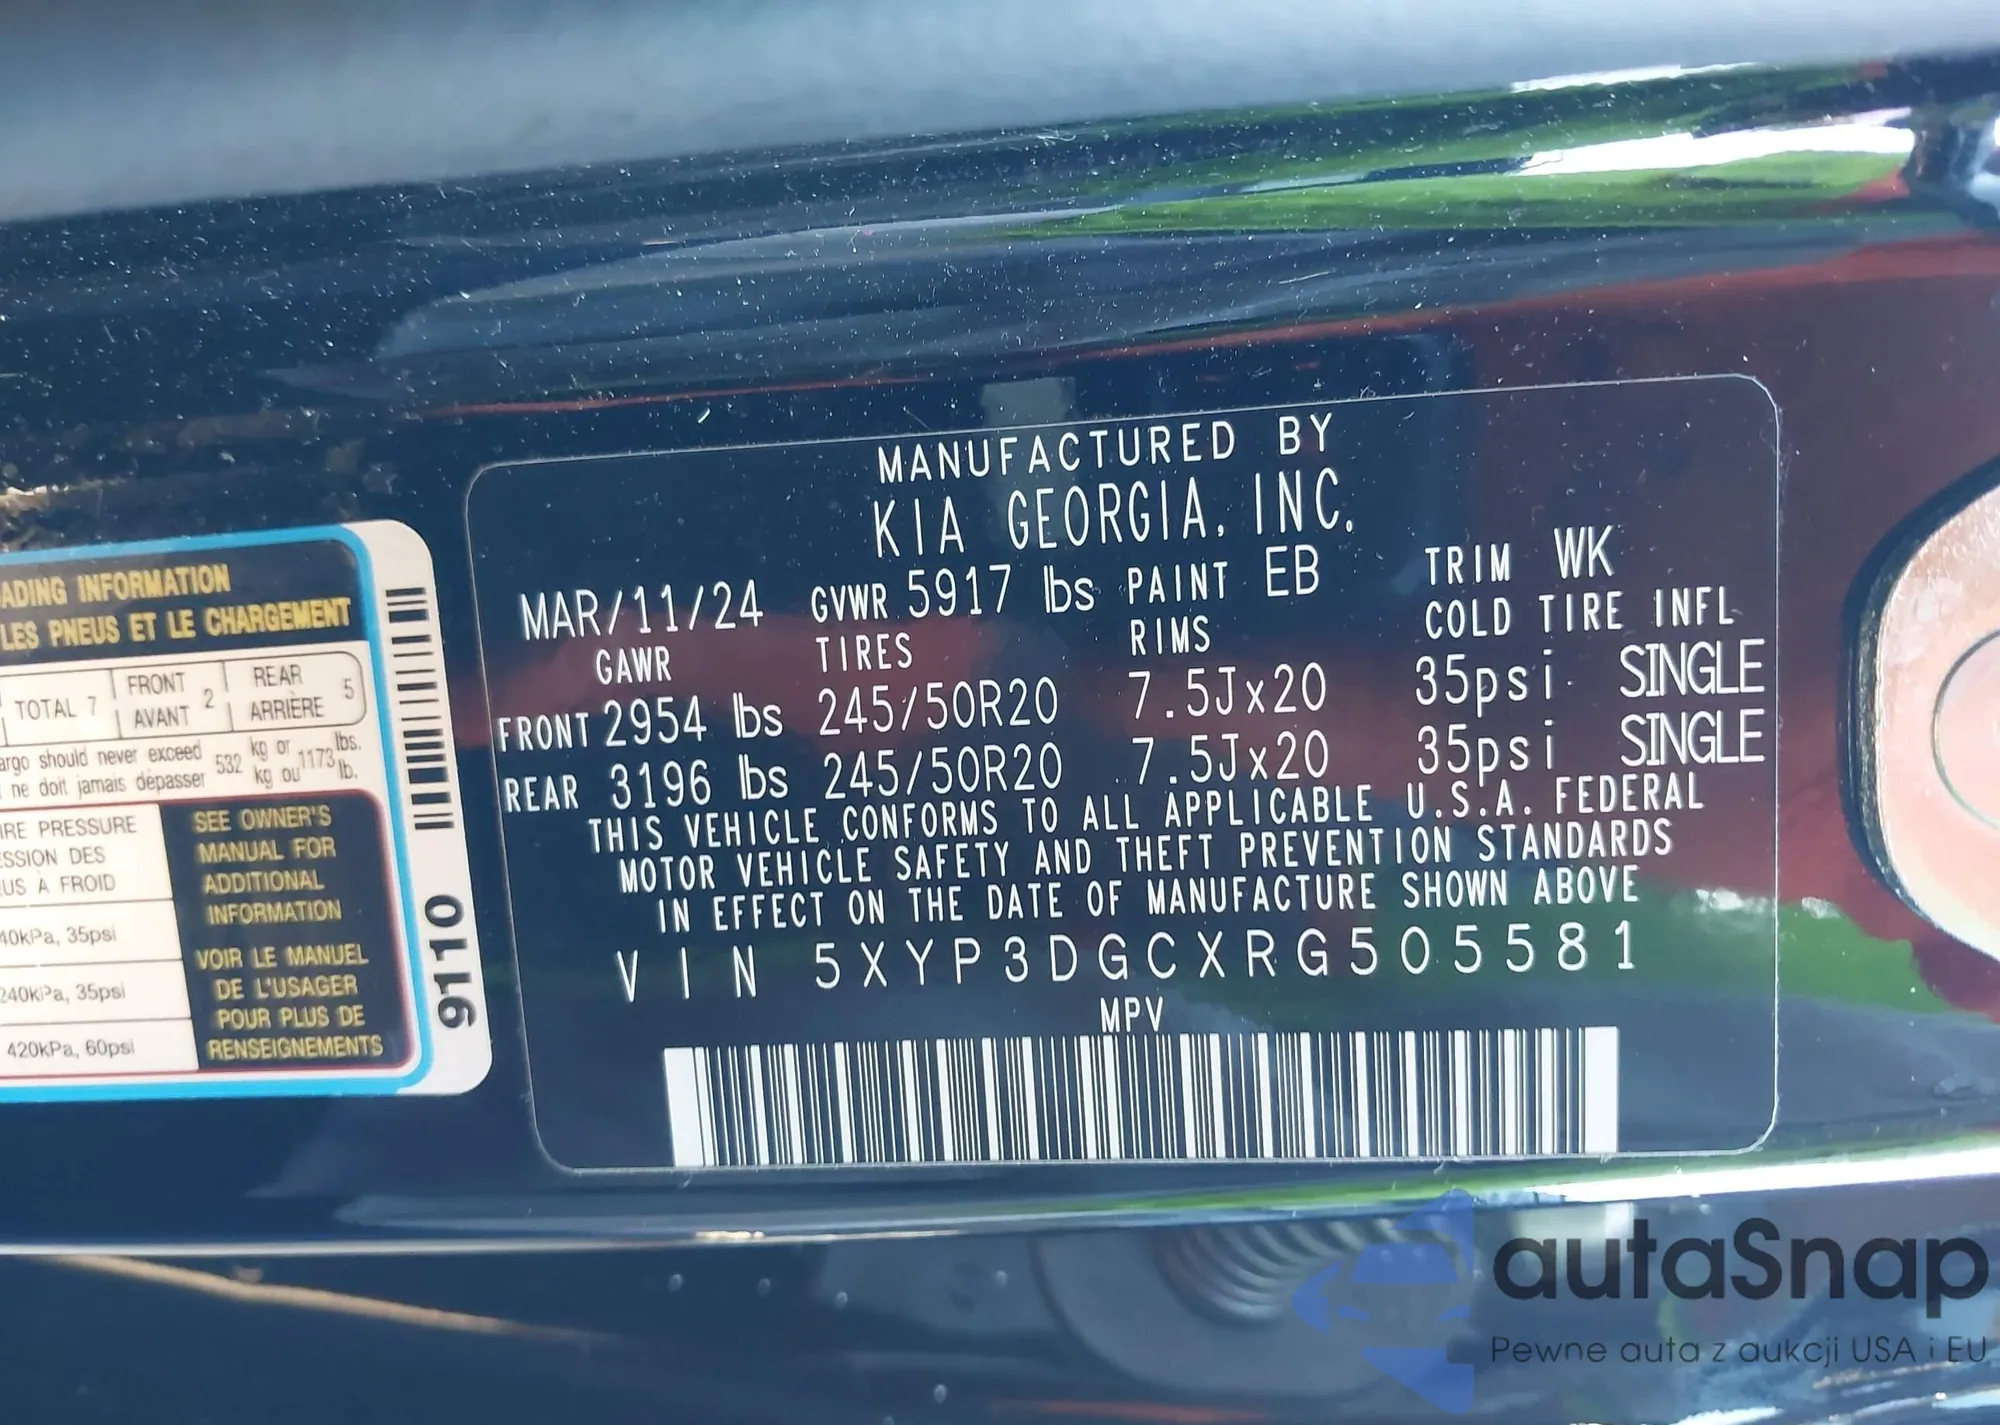 MANUFACTURED BY
KIA GEORGIA, INC.
MAR/11/24 GVWR 5917 lbs PAINT EB TRIM WK
GAWR TIRES RIMS COLD TIRE INFL
FRONT 2954 lbs 245/50R20 7.5Jx20 35psi SINGLE
REAR 3196 lbs 245/50R20 7.5Jx20 35psi SINGLE
THIS VEHICLE CONFORMS TO ALL APPLICABLE U.S.A. FEDERAL
MOTOR VEHICLE SAFETY AND THEFT PREVENTION STANDARDS
IN EFFECT ON THE DATE OF MANUFACTURE SHOWN ABOVE
VIN 5XYP3DGCXRG505581
MPV
ADING INFORMATION
LES PNEUS ET LE CHARGEMENT
TOTAL 7 FRONT AVANT 2 REAR ARRIÈRE 5
argo should never exceed 532 kg or 1173 lbs.
ne doit jamais dépasser kg ou lb.
IRE PRESSURE
ESSION DES
EUS À FROID
40kPa, 35psi
240kPa, 35psi
420kPa, 60psi
SEE OWNER'S
MANUAL FOR
ADDITIONAL
INFORMATION
VOIR LE MANUEL
DE L'USAGER
POUR PLUS DE
RENSEIGNEMENTS
9110
autaSnap
Pewne auta z aukcji USA i EU